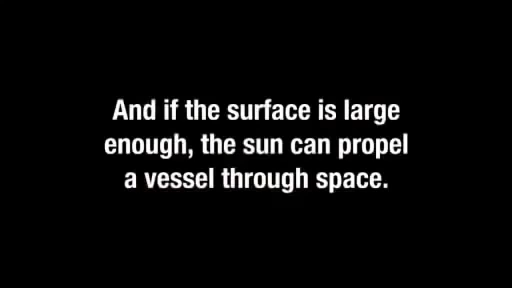 And if the surface is large
enough, the sun can propel
a vessel through space.